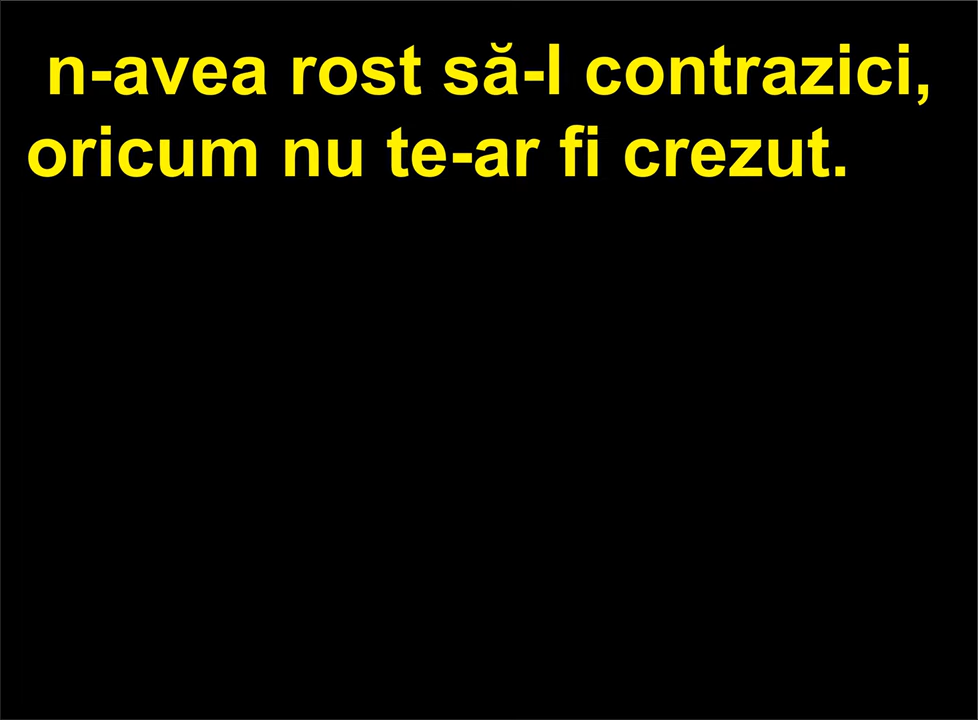 n-avea rost să-l contrazici,
oricum nu te-ar fi crezut.